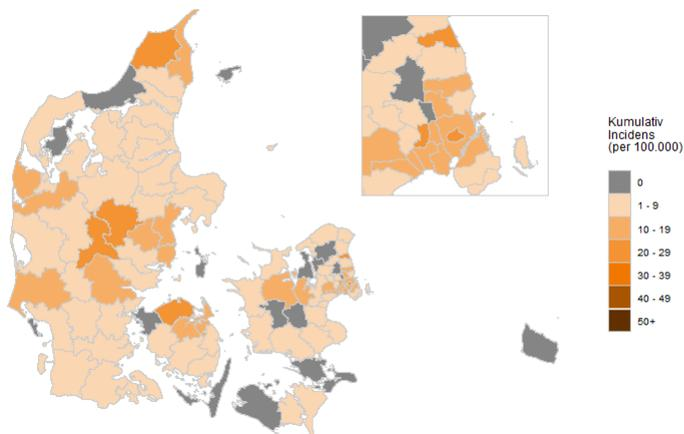 Kumulativ
Incidens
(per 100.000)
0
1 - 9
10 - 19
20 - 29
30 - 39
40 - 49
50+